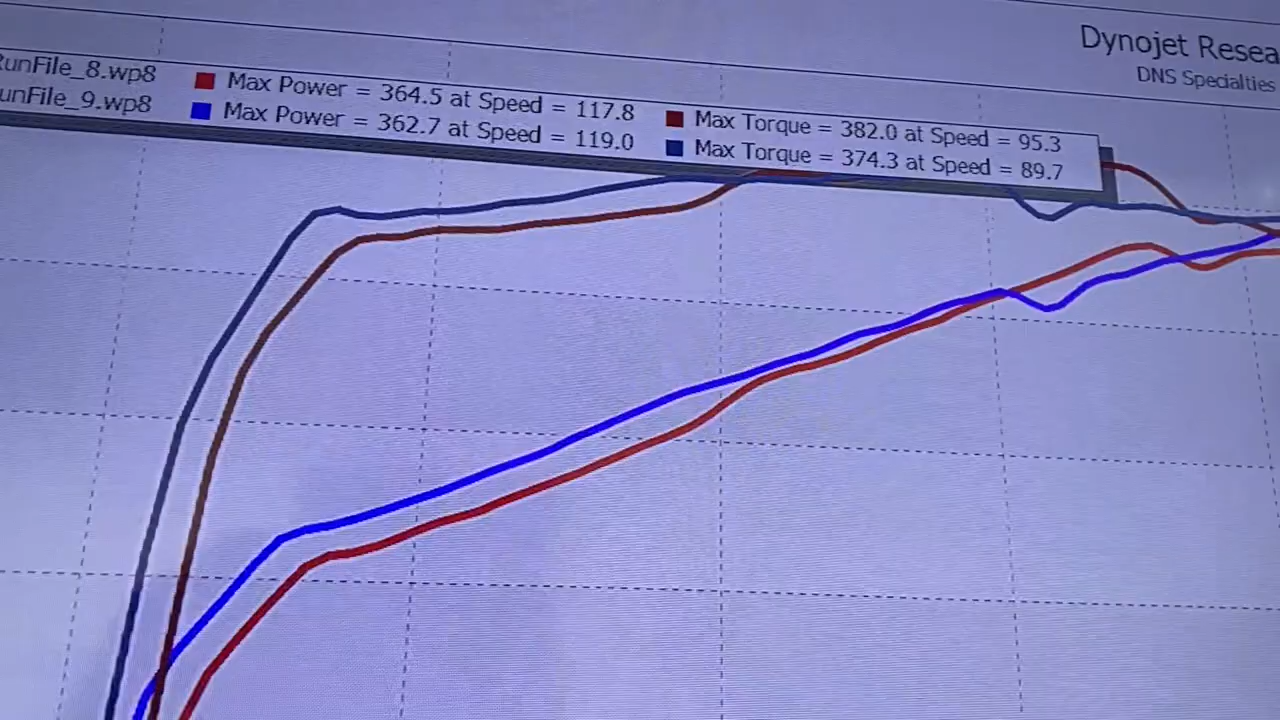 Dynojet Resea
DNS Specialties
RunFile_8.wp8 Max Power = 364.5 at Speed = 117.8 Max Torque = 382.0 at Speed = 95.3
unFile_9.wp8 Max Power = 362.7 at Speed = 119.0 Max Torque = 374.3 at Speed = 89.7